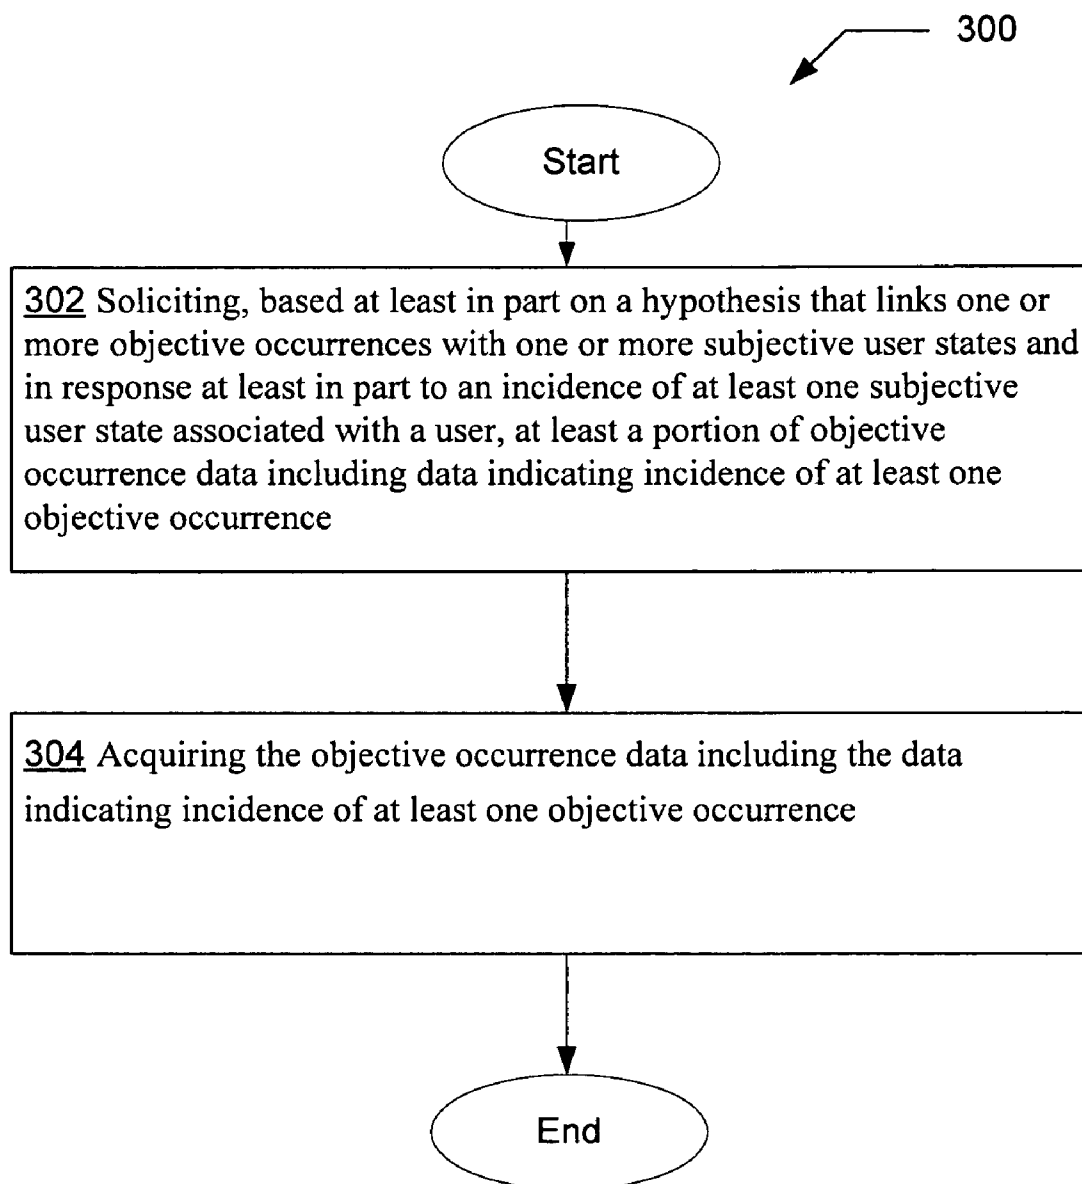 300
Start
302 Soliciting, based at least in part on a hypothesis that links one or
more objective occurrences with one or more subjective user states and
in response at least in part to an incidence of at least one subjective
user state associated with a user, at least a portion of objective
occurrence data including data indicating incidence of at least one
objective occurrence
304 Acquiring the objective occurrence data including the data
indicating incidence of at least one objective occurrence
End